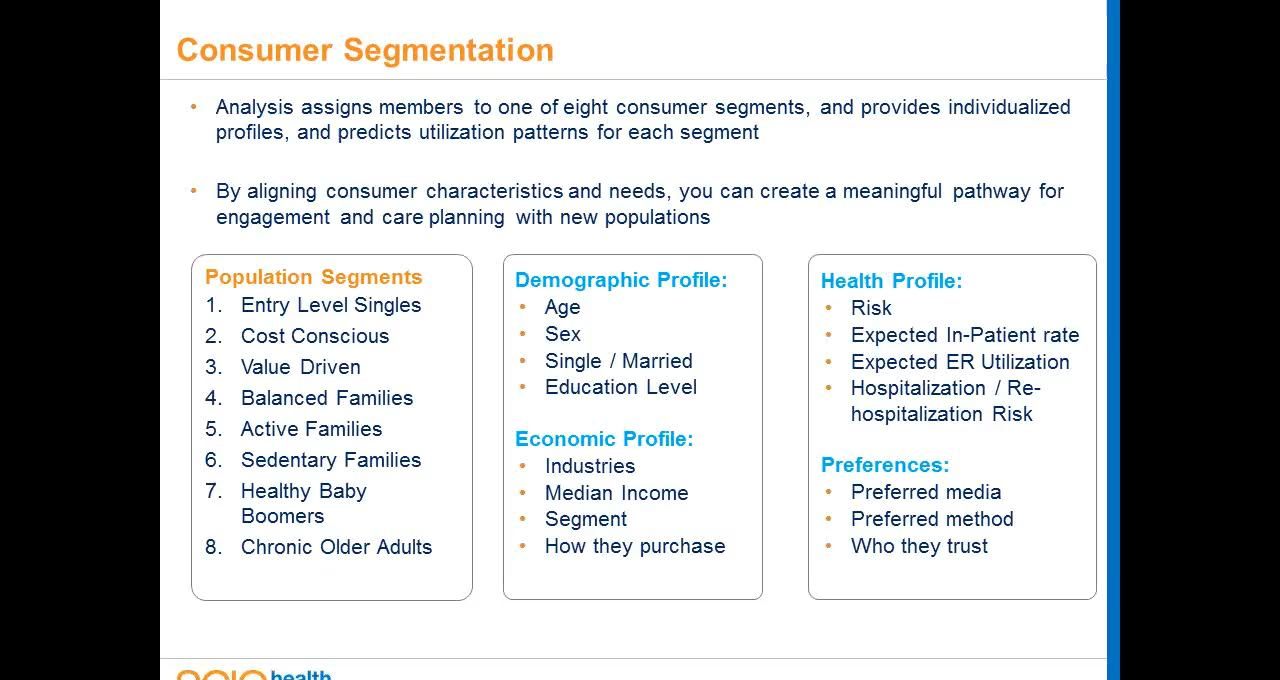 Consumer Segmentation
• Analysis assigns members to one of eight consumer segments, and provides individualized
profiles, and predicts utilization patterns for each segment
• By aligning consumer characteristics and needs, you can create a meaningful pathway for
engagement and care planning with new populations
Population Segments
1. Entry Level Singles
2. Cost Conscious
3. Value Driven
4. Balanced Families
5. Active Families
6. Sedentary Families
7. Healthy Baby
Boomers
8. Chronic Older Adults
Demographic Profile:
• Age
• Sex
• Single / Married
• Education Level
Economic Profile:
• Industries
• Median Income
• Segment
• How they purchase
Health Profile:
• Risk
• Expected In-Patient rate
• Expected ER Utilization
• Hospitalization / Re-
hospitalization Risk
Preferences:
• Preferred media
• Preferred method
• Who they trust
health